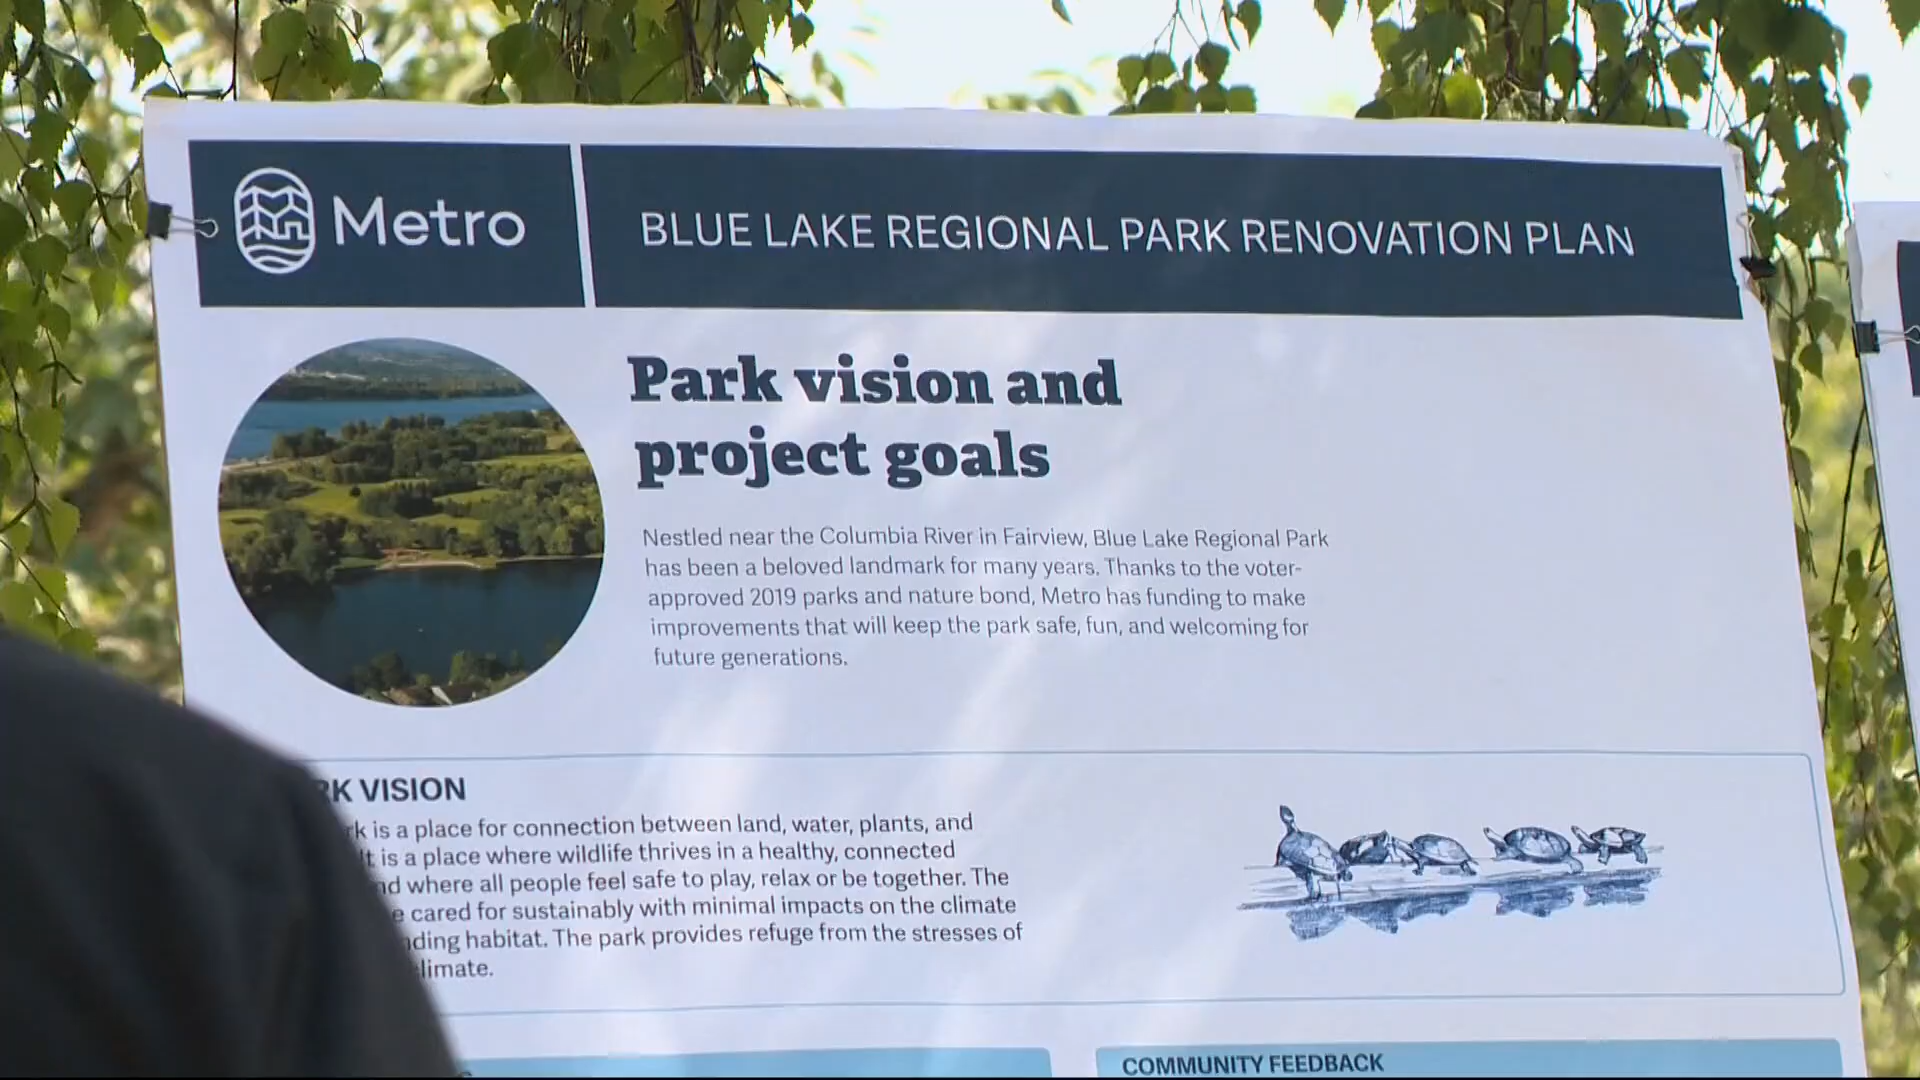 Metro
BLUE LAKE REGIONAL PARK RENOVATION PLAN
Park vision and
project goals
Nestled near the Columbia River in Fairview, Blue Lake Regional Park
has been a beloved landmark for many years. Thanks to the voter-
approved 2019 parks and nature bond, Metro has funding to make
improvements that will keep the park safe, fun, and welcoming for
future generations.
VISION
is a place for connection between land, water, plants, and
It is a place where wildlife thrives in a healthy, connected
where all people feel safe to play, relax or be together. The
cared for sustainably with minimal impacts on the climate
habitat. The park provides refuge from the stresses of
COMMUNITY FEEDBACK